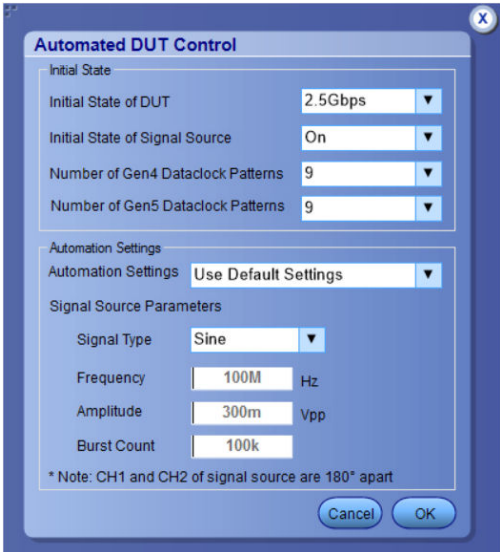 X
Automated DUT Control
Initial State
Initial State of DUT 2.5Gbps
Initial State of Signal Source On
Number of Gen4 Dataclock Patterns 9
Number of Gen5 Dataclock Patterns 9
Automation Settings
Automation Settings Use Default Settings
Signal Source Parameters
Signal Type Sine
Frequency 100M Hz
Amplitude 300m Vpp
Burst Count 100k
* Note: CH1 and CH2 of signal source are 180° apart
Cancel OK